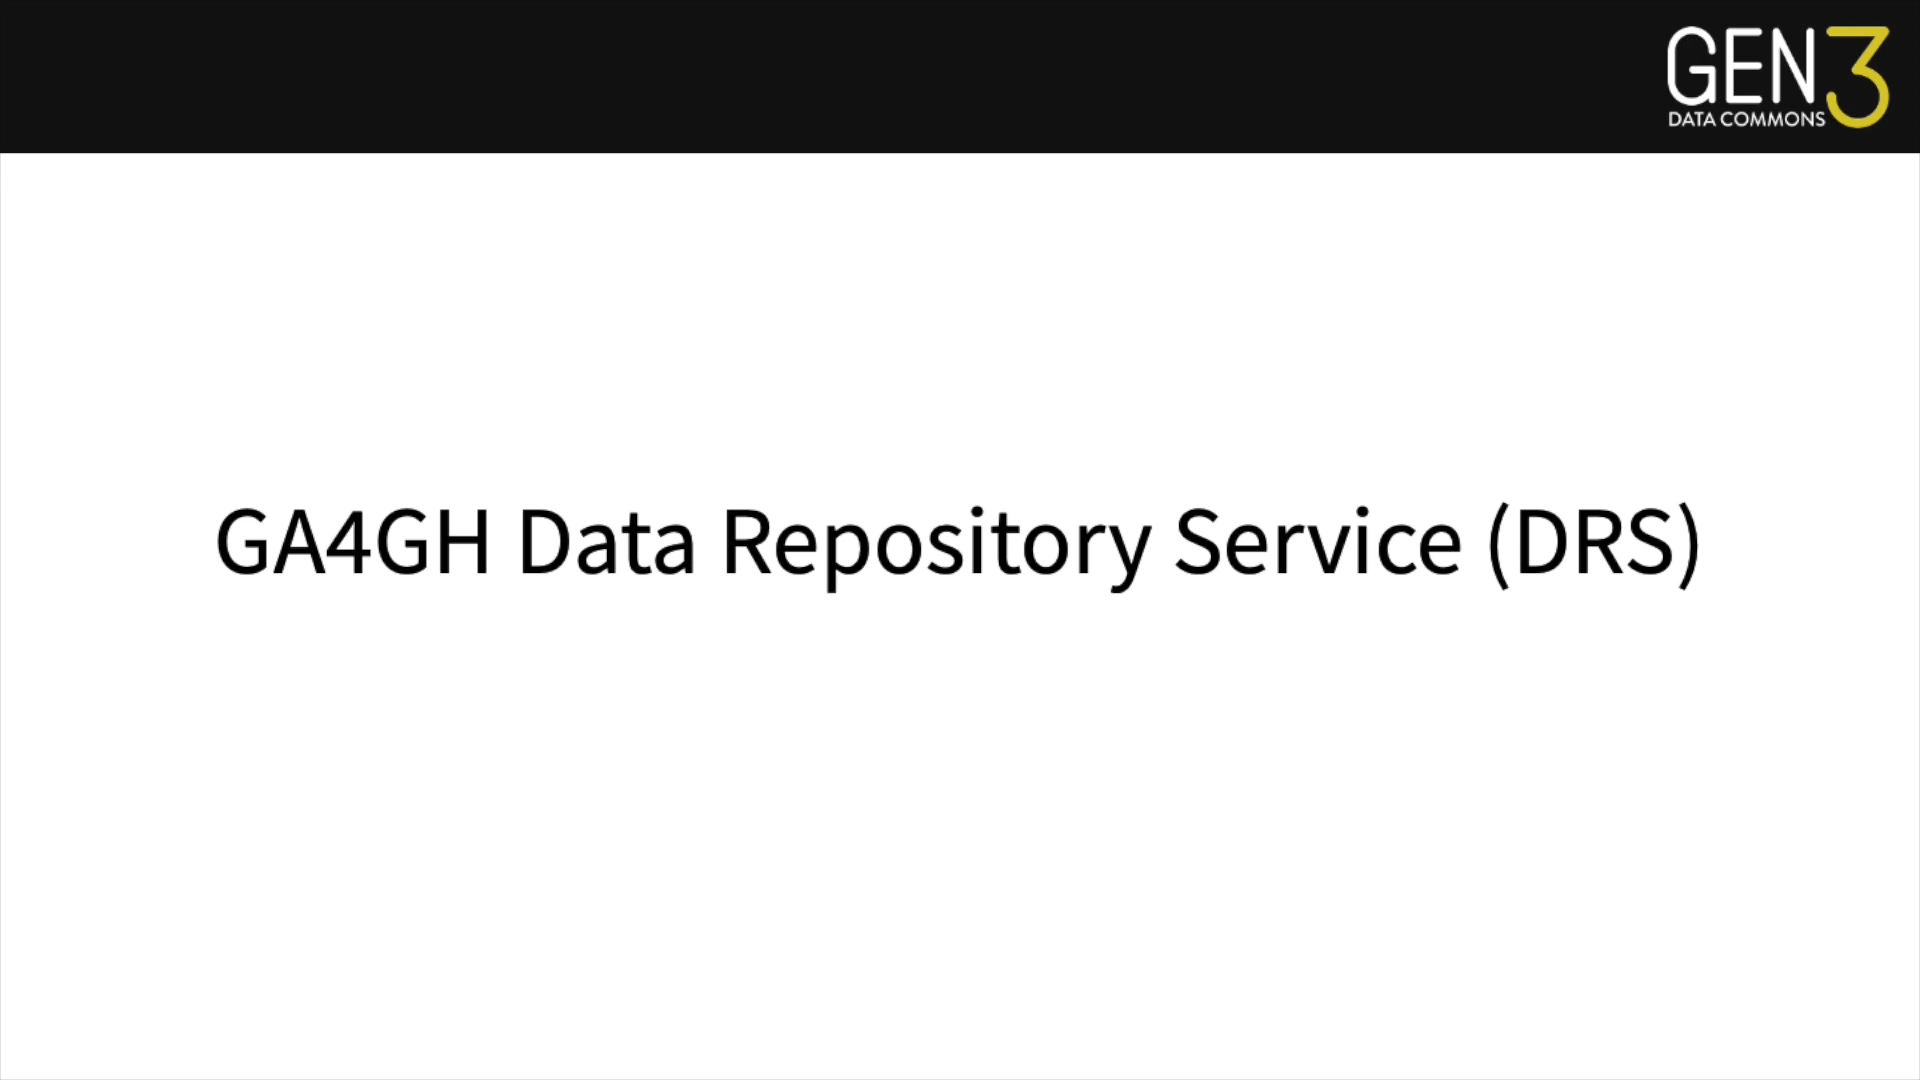 GEN3
DATA COMMONS
GA4GH Data Repository Service (DRS)